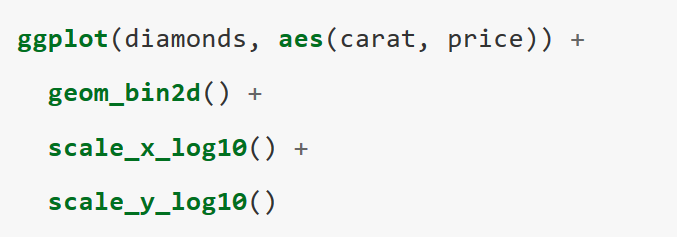 ggplot(diamonds, aes(carat, price)) +
  geom_bin2d() +
  scale_x_log10() +
  scale_y_log10()